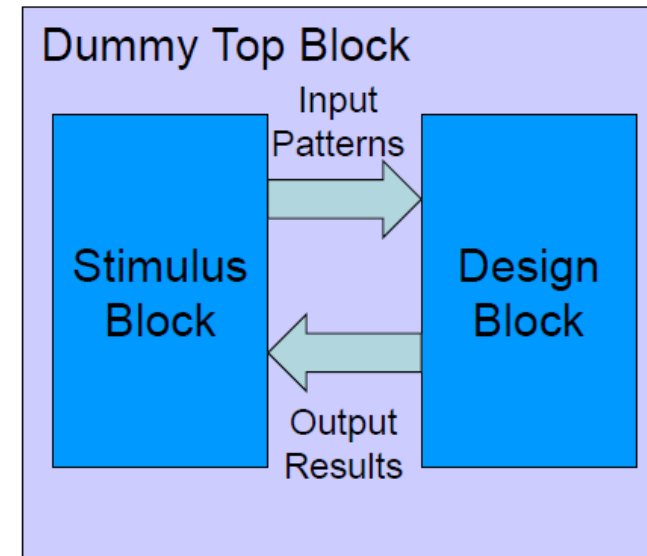 Dummy Top Block
Input
Patterns
Stimulus
Block
Design
Block
Output
Results